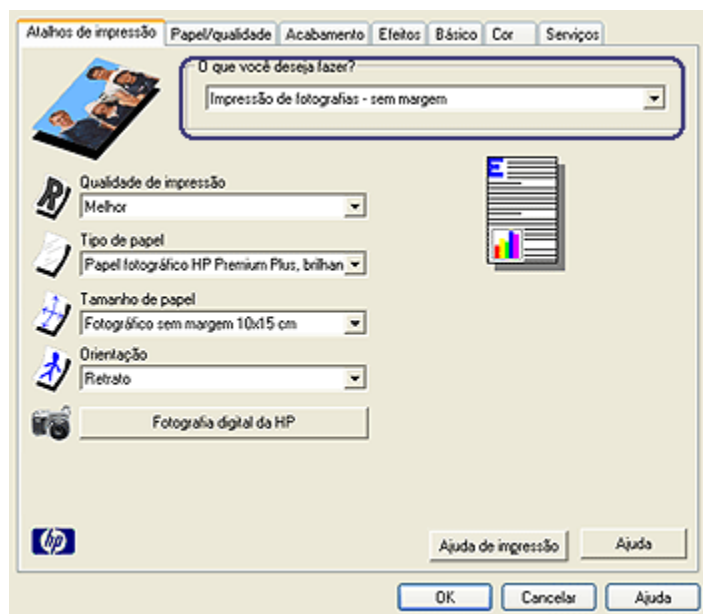 Atalhos de impressão Papel/qualidade Acabamento Efeitos Básico Cor Serviços
O que você deseja fazer?
Impressão de fotografias - sem margem
Qualidade de impressão
Melhor
Tipo de papel
Papel fotográfico HP Premium Plus, brilhan
Tamanho de papel
Fotográfico sem margem 10x15 cm
Orientação
Retrato
Fotografia digital da HP
hp
Ajuda de impressão Ajuda
OK Cancelar Ajuda